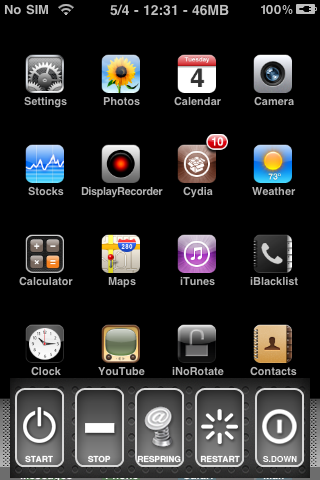 No SIM 5/4 - 12:31 - 46MB 100%
Tuesday
4
Settings Photos Calendar Camera
10
73°
Stocks DisplayRecorder Cydia Weather
280
Calculator Maps iTunes iBlacklist
Clock YouTube iNoRotate Contacts
START STOP RESPRING RESTART S.DOWN